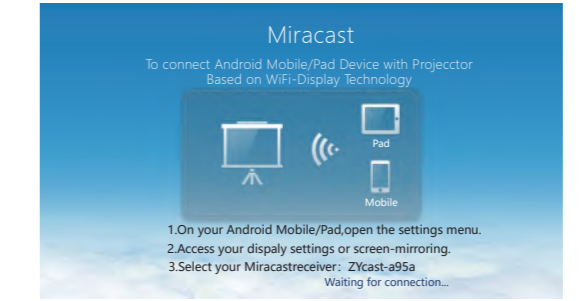 Miracast
To connect Android Mobile/Pad Device with Projecctor
Based on WiFi-Display Technology
Pad
Mobile
1.On your Android Mobile/Pad,open the settings menu.
2.Access your dispaly settings or screen-mirroring.
3.Select your Miracastreceiver: ZYcast-a95a
Waiting for connection...